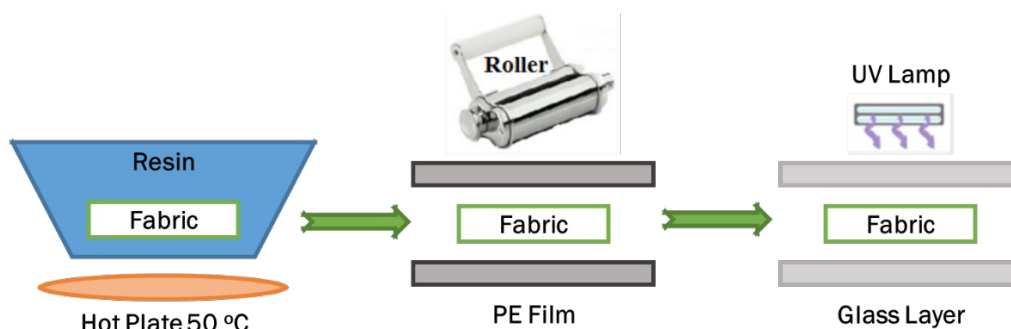 Roller
UV Lamp
Resin
Fabric
Fabric
Fabric
Hot Plate 50 ºC
PE Film
Glass Layer